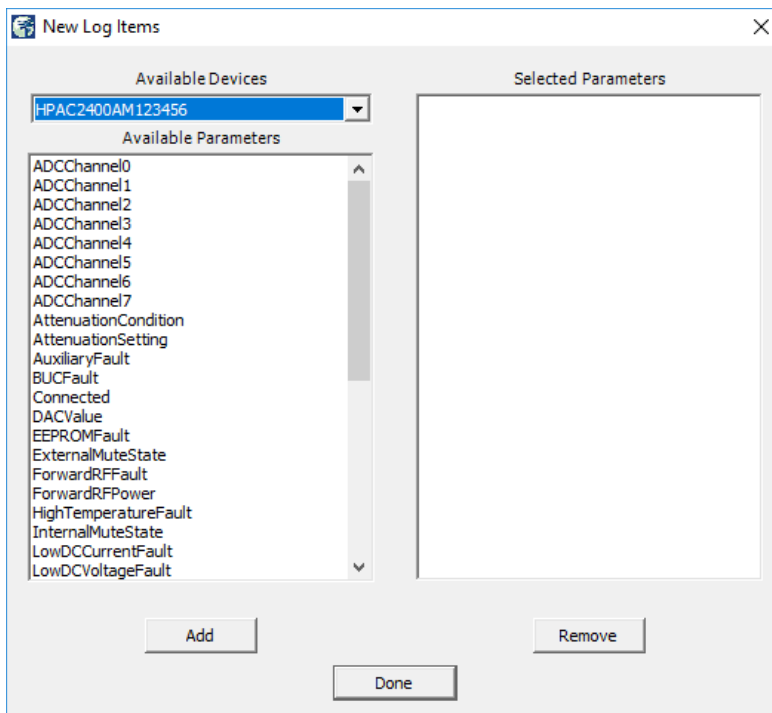 New Log Items
Available Devices
HPAC2400AM123456
Available Parameters
ADCChannel0
ADCChannel1
ADCChannel2
ADCChannel3
ADCChannel4
ADCChannel5
ADCChannel6
ADCChannel7
AttenuationCondition
AttenuationSetting
AuxiliaryFault
BUCFault
Connected
DACValue
EEPROMFault
ExternalMuteState
ForwardRFFault
ForwardRFPower
HighTemperatureFault
InternalMuteState
LowDCCurrentFault
LowDCVoltageFault
Add
Selected Parameters
Remove
Done